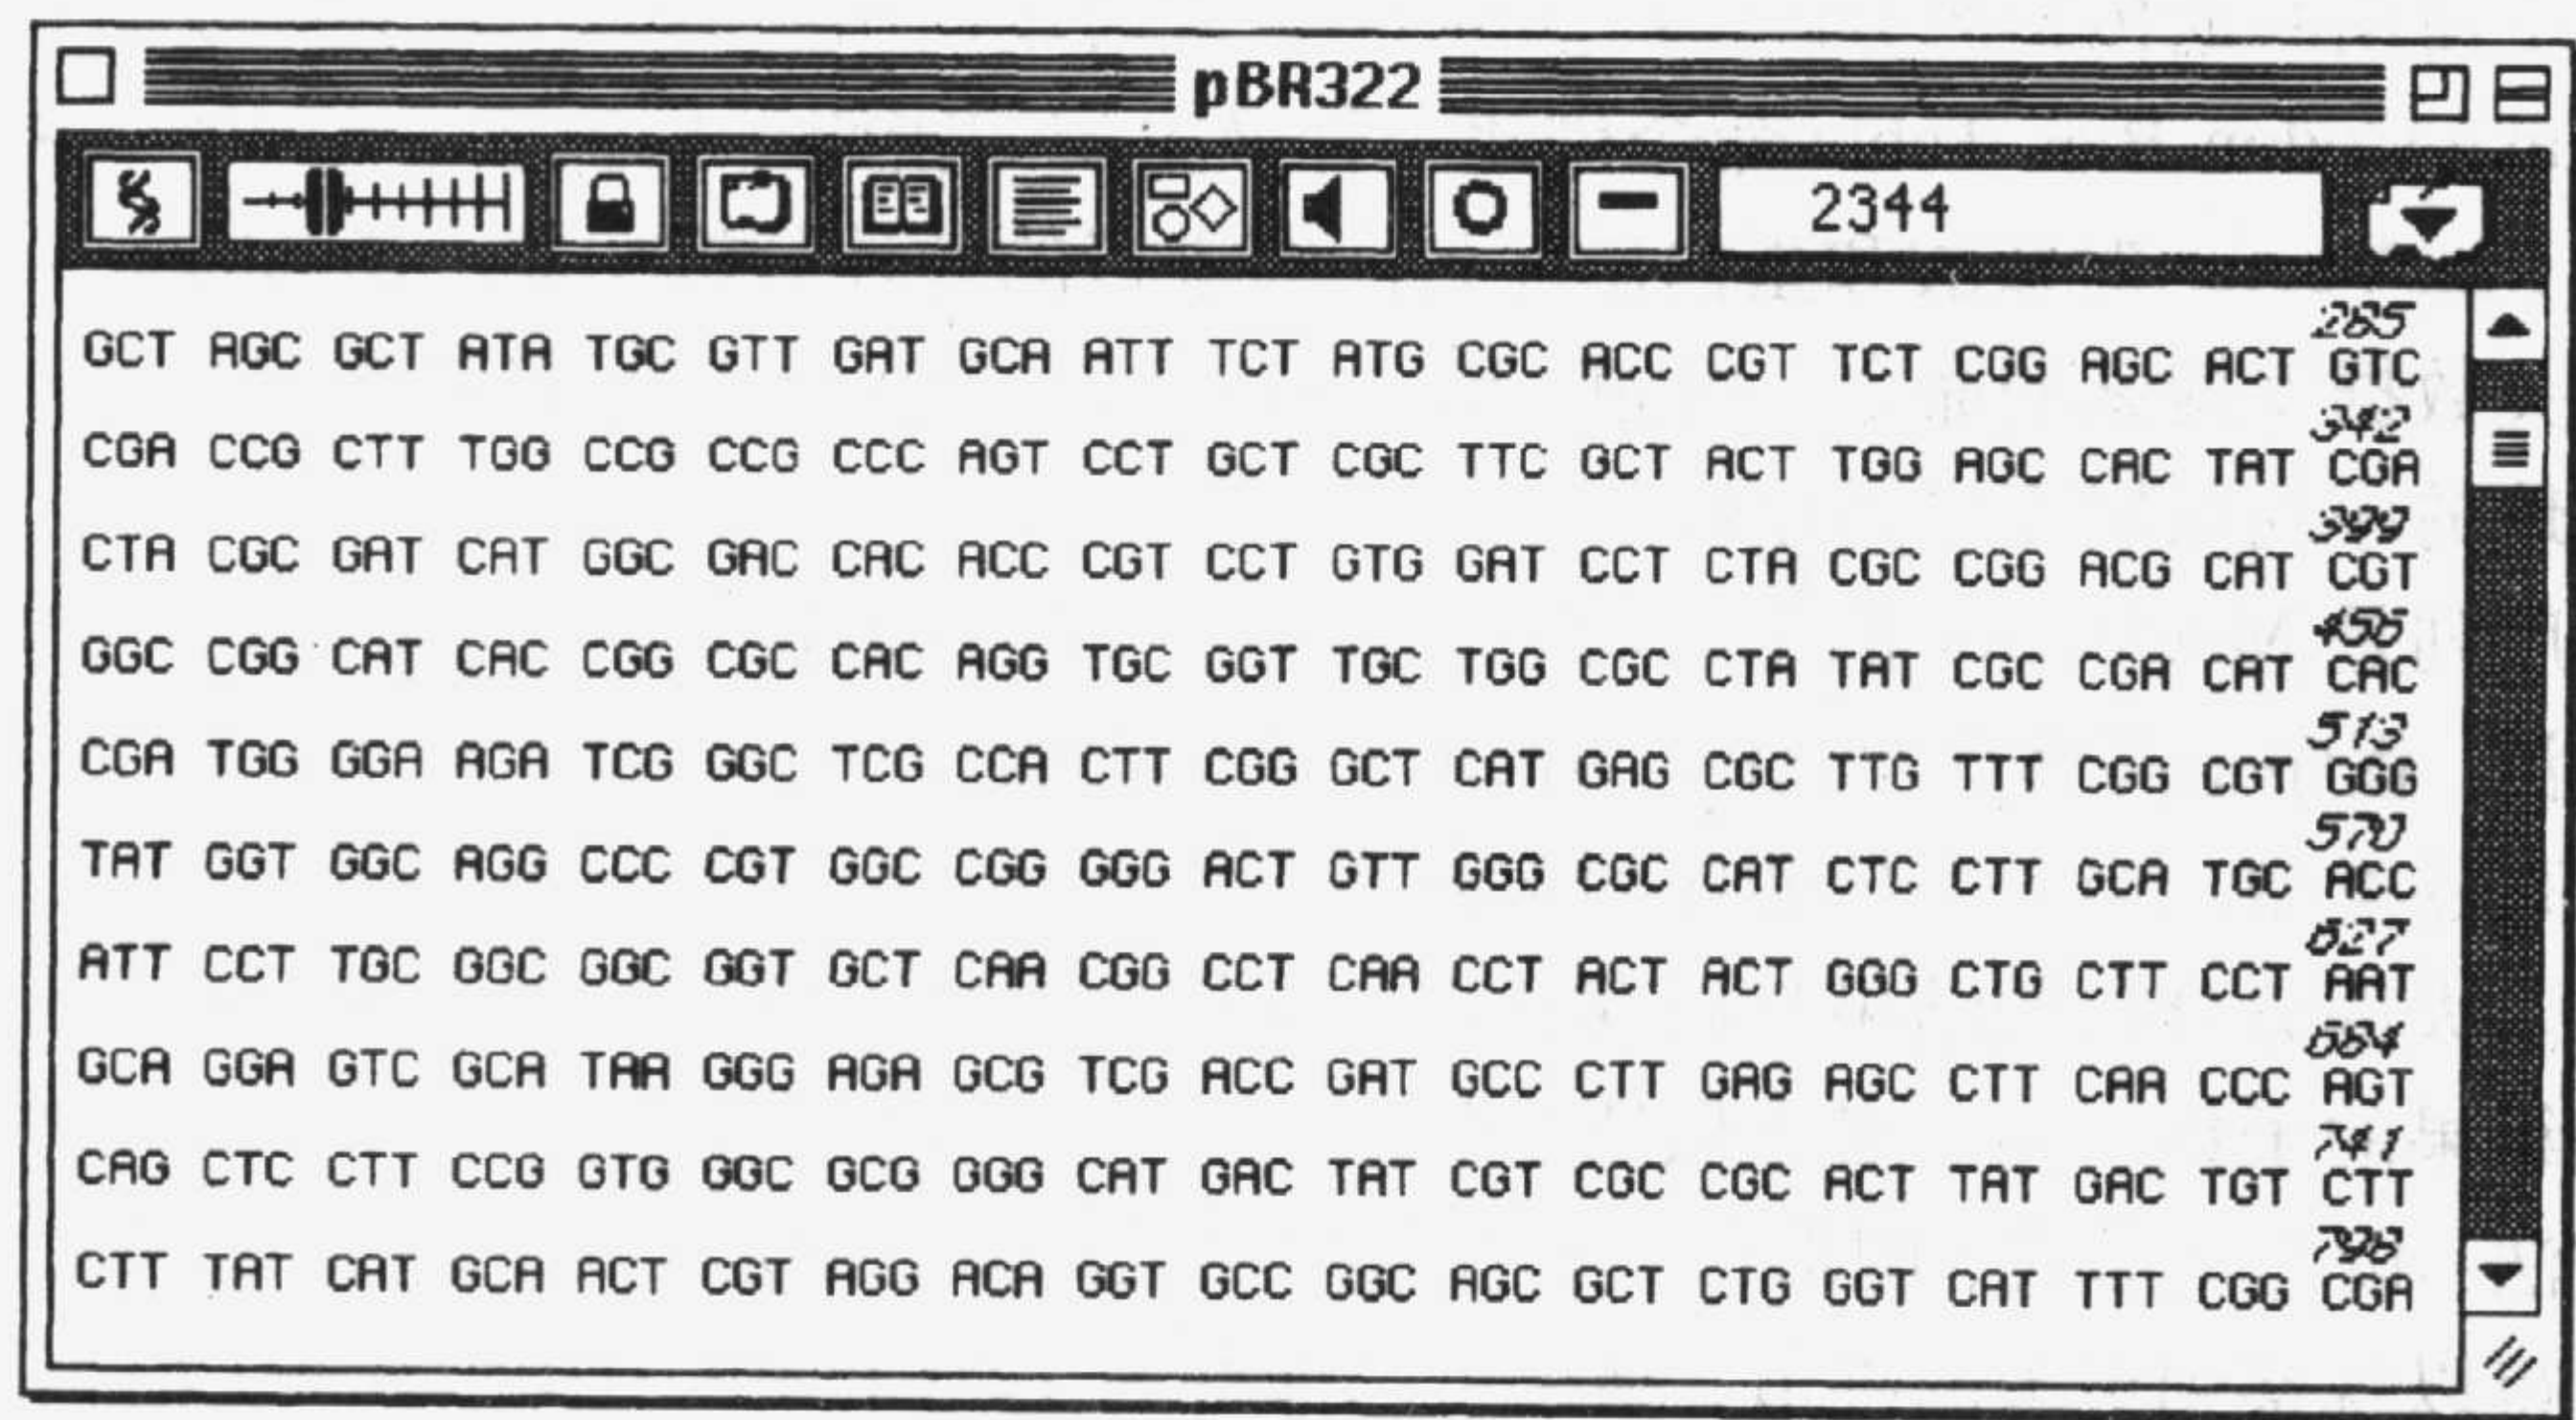 pBR322
2344
285
GCT AGC GCT ATA TGC GTT GAT GCA ATT TCT ATG CGC ACC CGT TCT CGG AGC ACT GTC
342
CGA CCG CTT TGG CCG CCG CCC AGT CCT GCT CGC TTC GCT ACT TGG AGC CAC TAT CGA
399
CTA CGC GAT CAT GGC GAC CAC ACC CGT CCT GTG GAT CCT CTA CGC CGG ACG CAT CGT
456
GGC CGG CAT CAC CGG CGC CAC AGG TGC GGT TGC TGG CGC CTA TAT CGC CGA CAT CAC
513
CGA TGG GGA AGA TCG GGC TCG CCA CTT CGG GCT CAT GAG CGC TTG TTT CGG CGT GGG
570
TAT GGT GGC AGG CCC CGT GGC CGG GGG ACT GTT GGG CGC CAT CTC CTT GCA TGC ACC
627
ATT CCT TGC GGC GGC GGT GCT CAA CGG CCT CAA CCT ACT ACT GGG CTG CTT CCT AAT
684
GCA GGA GTC GCA TAA GGG AGA GCG TCG ACC GAT GCC CTT GAG AGC CTT CAA CCC AGT
741
CAG CTC CTT CCG GTG GGC GCG GGG CAT GAC TAT CGT CGC CGC ACT TAT GAC TGT CTT
798
CTT TAT CAT GCA ACT CGT AGG ACA GGT GCC GGC AGC GCT CTG GGT CAT TTT CGG CGA